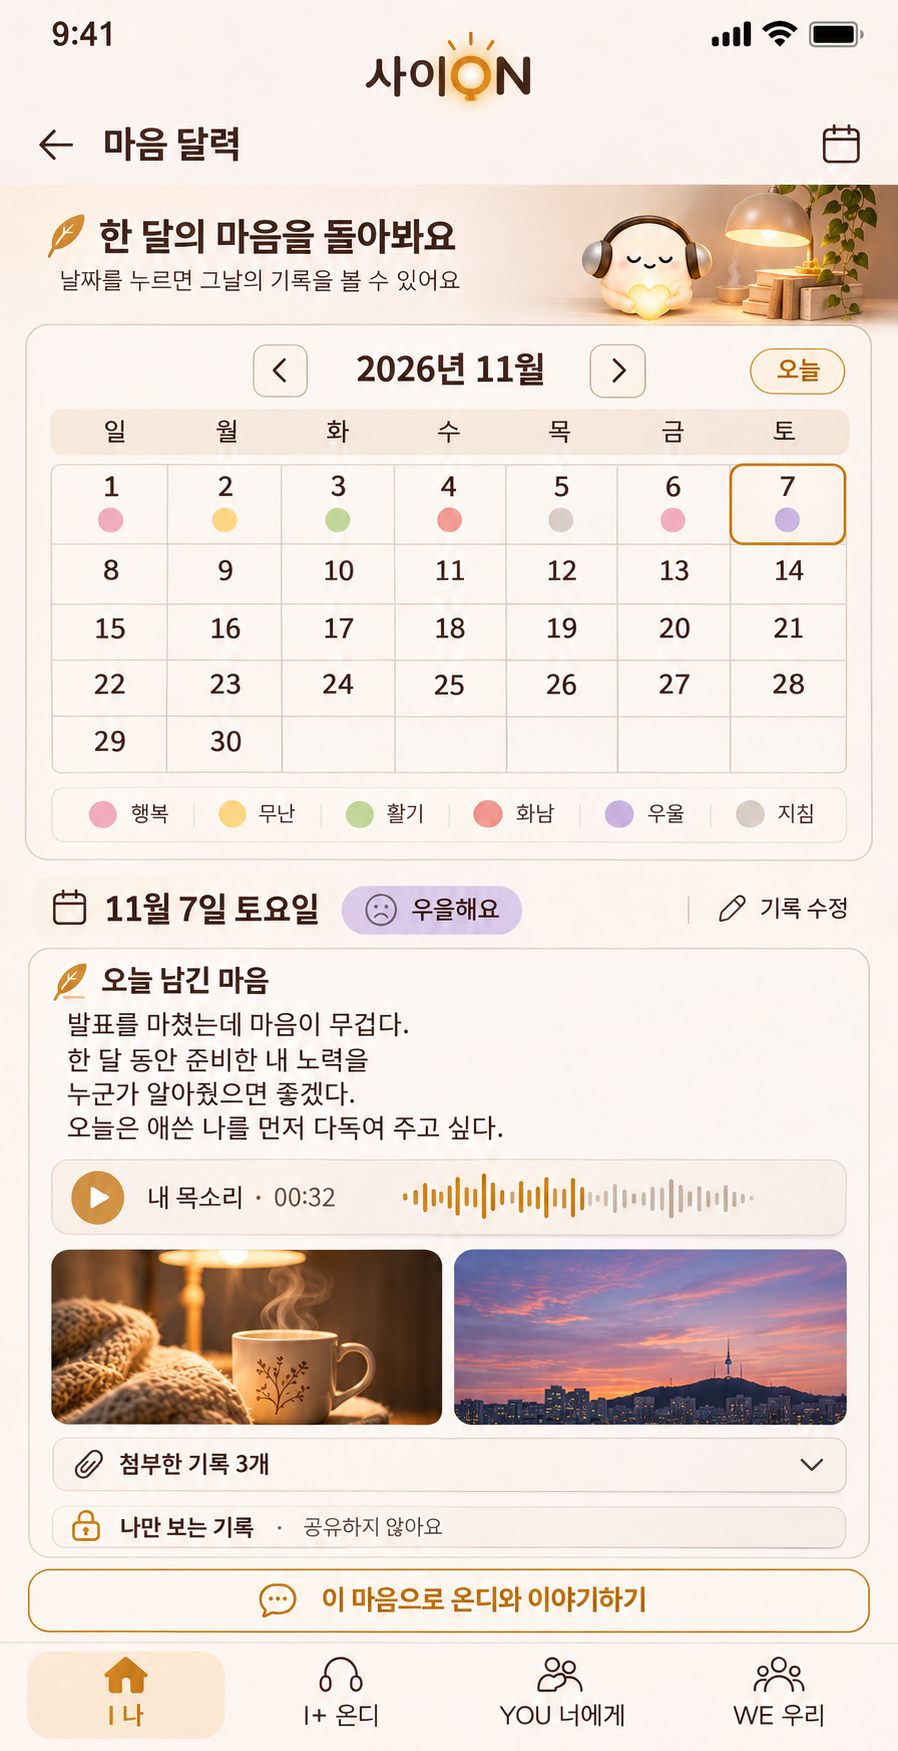 9:41
사이ON
마음 달력
한 달의 마음을 돌아봐요
날짜를 누르면 그날의 기록을 볼 수 있어요
2026년 11월
오늘
일 월 화 수 목 금 토
1 2 3 4 5 6 7
8 9 10 11 12 13 14
15 16 17 18 19 20 21
22 23 24 25 26 27 28
29 30
행복 무난 활기 화남 우울 지침
11월 7일 토요일 우울해요 기록 수정
오늘 남긴 마음
발표를 마쳤는데 마음이 무겁다.
한 달 동안 준비한 내 노력을
누군가 알아줬으면 좋겠다.
오늘은 애쓴 나를 먼저 다독여 주고 싶다.
내 목소리 · 00:32
첨부한 기록 3개
나만 보는 기록 · 공유하지 않아요
이 마음으로 온디와 이야기하기
I 나 I+ 온디 YOU 너에게 WE 우리